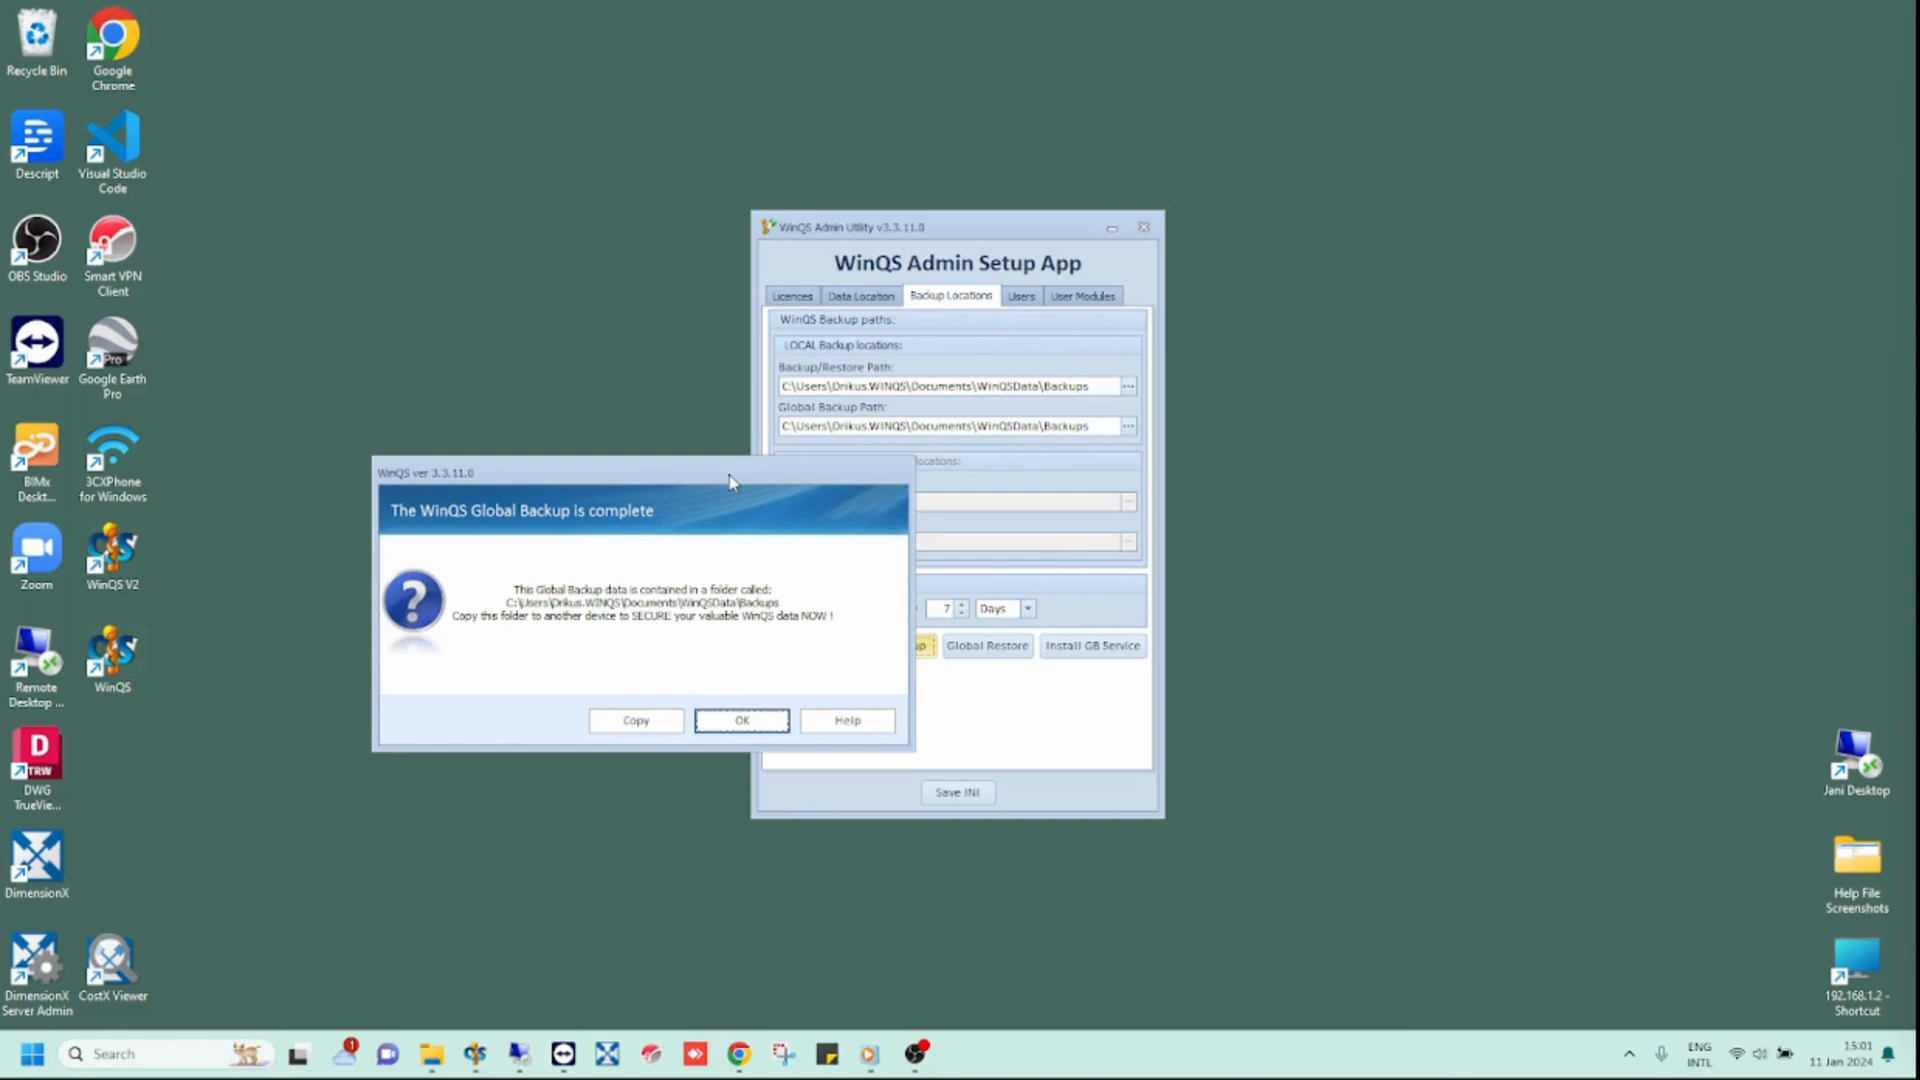 Recycle Bin
Google
Chrome
Descript
Visual Studio
Code
OBS Studio
Smart VPN
Client
TeamViewer
Pro
Google Earth
Pro
BIMx
Deskt...
3CXPhone
for Windows
Zoom
WinQS V2
Remote
Desktop ...
WinQS
D
TRW
DWG
TrueVie...
DimensionX
DimensionX
Server Admin
CostX Viewer
WinQS Admin Utility v3.3.11.0
WinQS Admin Setup App
Licences
Data Location
Backup Locations
Users
User Modules
WinQS Backup paths:
LOCAL Backup locations:
Backup/Restore Path:
C:\Users\Drikus.WINQS\Documents\WinQSData\Backups
...
Global Backup Path:
C:\Users\Drikus.WINQS\Documents\WinQSData\Backups
...
ocations:
7
Days
up
Global Restore
Install GB Service
Save INI
WinQS ver 3.3.11.0
The WinQS Global Backup is complete
?
This Global Backup data is contained in a folder called:
C:\Users\Drikus.WINQS\Documents\WinQSData\Backups
Copy this folder to another device to SECURE your valuable WinQS data NOW !
Copy
OK
Help
Jani Desktop
Help File
Screenshots
192.168.1.2 -
Shortcut
Search
1
ENG
INTL
15:01
11 Jan 2024